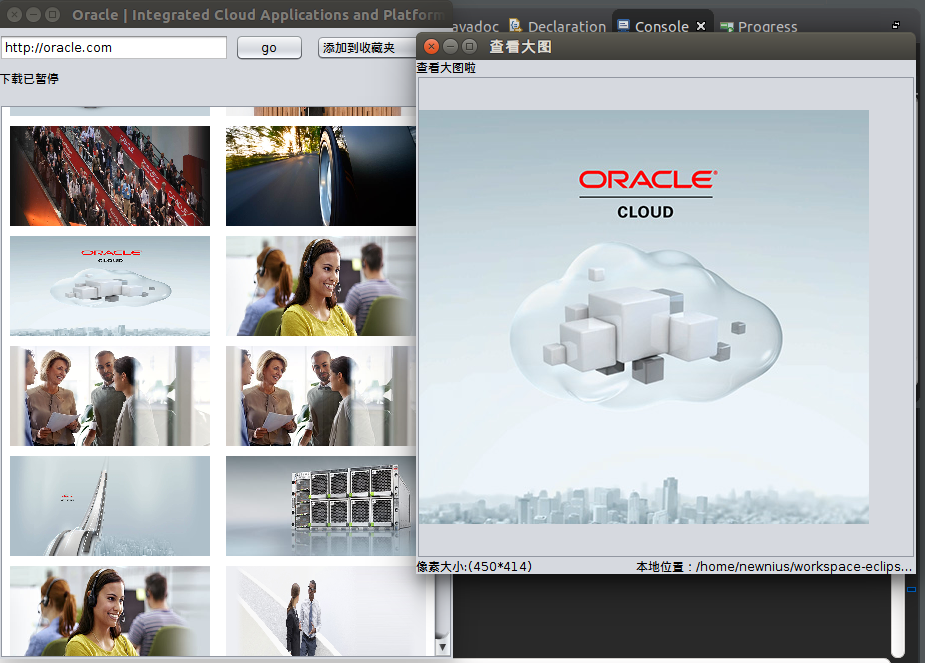 Oracle | Integrated Cloud Applications and Platform
http://oracle.com
go
添加到收藏夹
下载已暂停
ORACLE
CLOUD
avadoc
Declaration
Console
Progress
查看大图
查看大图啦
ORACLE
CLOUD
像素大小:(450*414)
本地位置：/home/newnius/workspace-eclips...